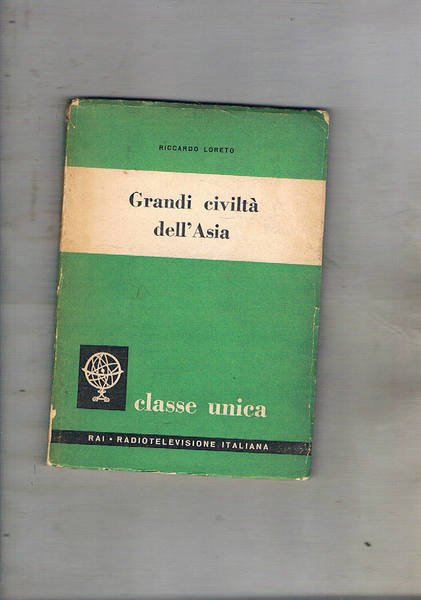 RICCARDO LORETO
Grandi civiltà
dell'Asia
classe unica
RAI • RADIOTELEVISIONE ITALIANA